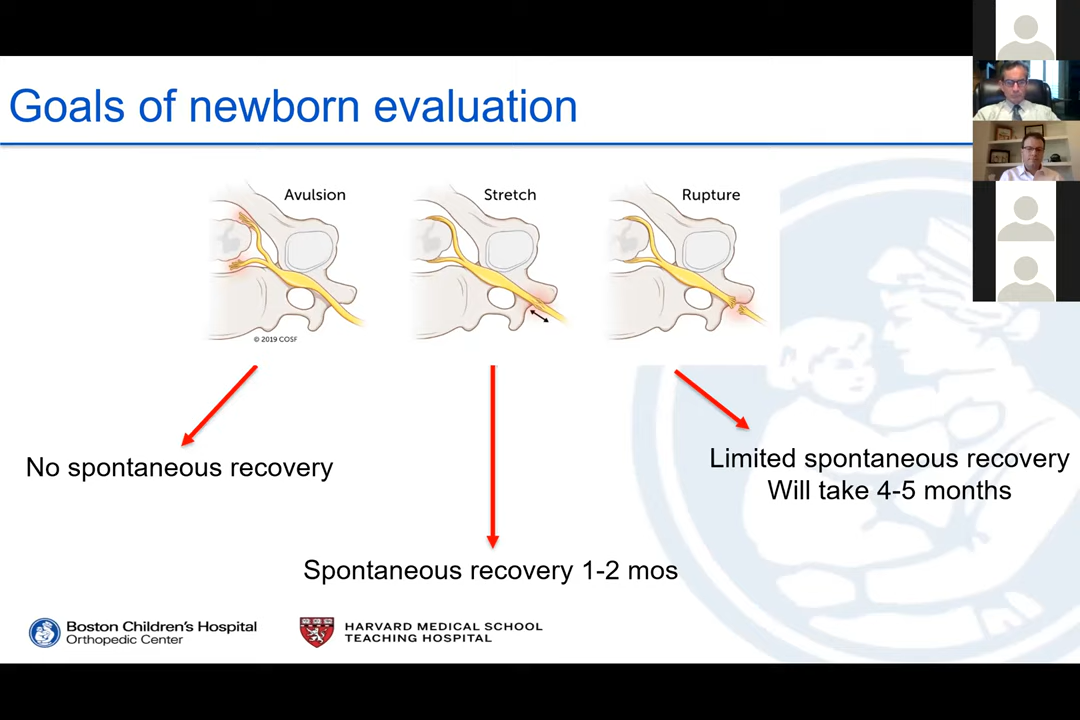 Goals of newborn evaluation
Avulsion
Stretch
Rupture
© 2019 COSF
No spontaneous recovery
Limited spontaneous recovery
Will take 4-5 months
Spontaneous recovery 1-2 mos
Boston Children's Hospital
Orthopedic Center
HARVARD MEDICAL SCHOOL
TEACHING HOSPITAL